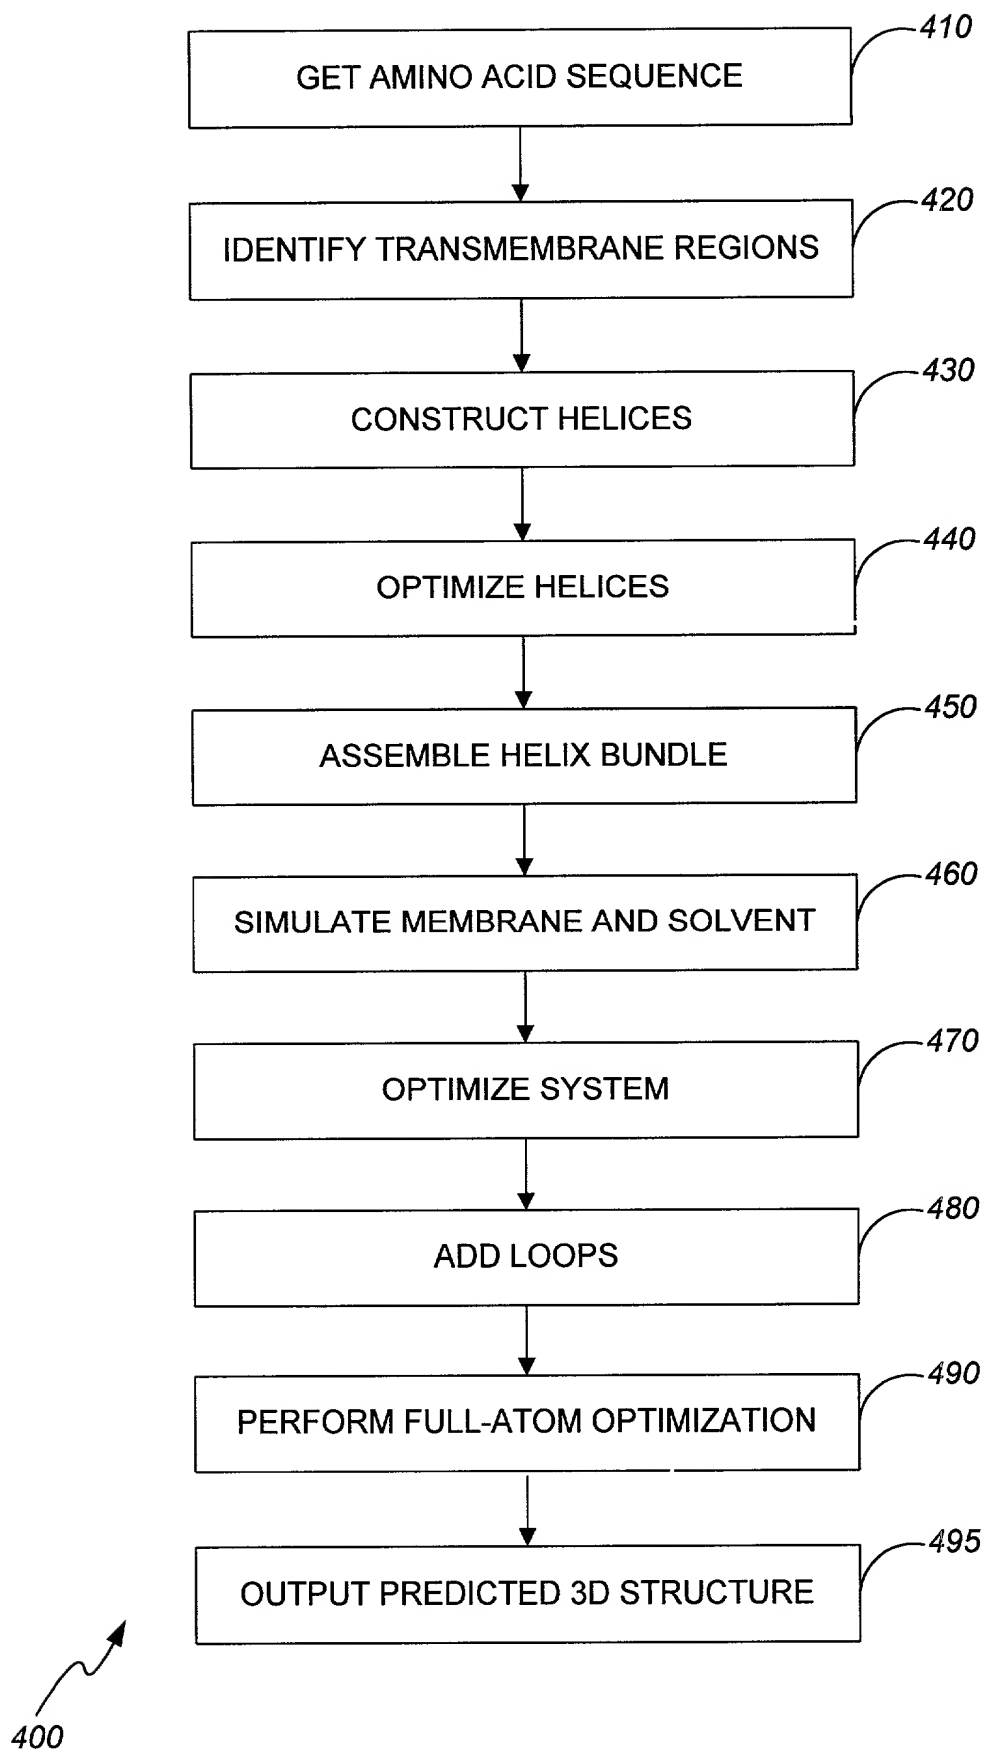 410
GET AMINO ACID SEQUENCE
420
IDENTIFY TRANSMEMBRANE REGIONS
430
CONSTRUCT HELICES
440
OPTIMIZE HELICES
450
ASSEMBLE HELIX BUNDLE
460
SIMULATE MEMBRANE AND SOLVENT
470
OPTIMIZE SYSTEM
480
ADD LOOPS
490
PERFORM FULL-ATOM OPTIMIZATION
495
OUTPUT PREDICTED 3D STRUCTURE
400